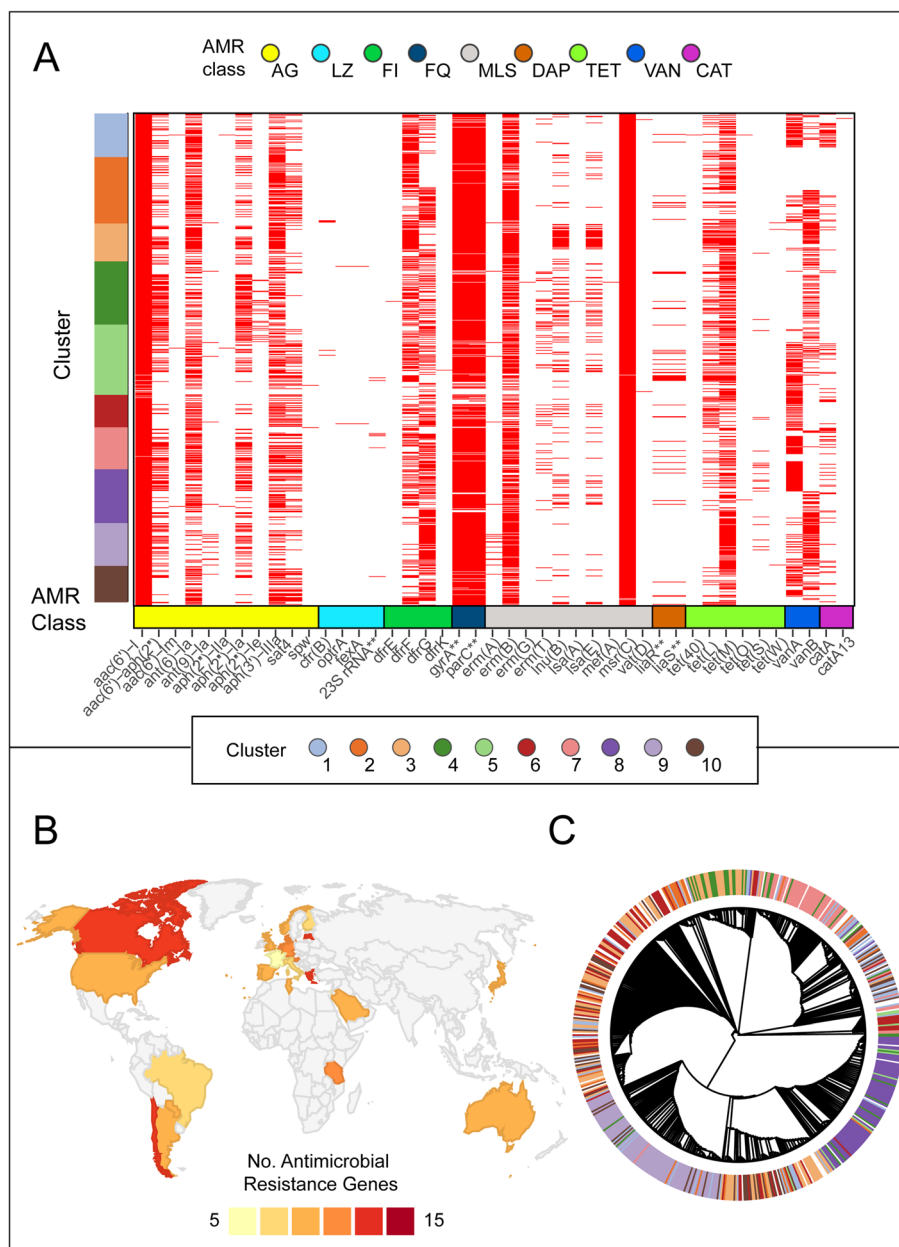 A
AMR
class
AG
LZ
FI
FQ
MLS
DAP
TET
VAN
CAT
Cluster
AMR
Class
aac(6')-I
aac(6')-aph(2'')
aac(6')-Im
ant(6)-Ia
ant(9)-Ia
aph(2'')-IIa
aph(2'')-Ia
aph(2'')-Ie
aph(3')-IIIa
sat4
spw
cfr(B)
optrA
fexA
23S rRNA**
dfrE
dfrF
dfrG
dfrK
gyrA**
parC**
erm(A)
erm(B)
erm(G)
erm(T)
lnu(B)
lsa(A)
lsa(E)
mef(A)
msr(C)
vat(D)
liaR**
liaS**
tet(40)
tet(L)
tet(M)
tet(O)
tet(S)
tet(W)
vanA
vanB
catA
catA13
Cluster
1
2
3
4
5
6
7
8
9
10
B
C
No. Antimicrobial
Resistance Genes
5
15